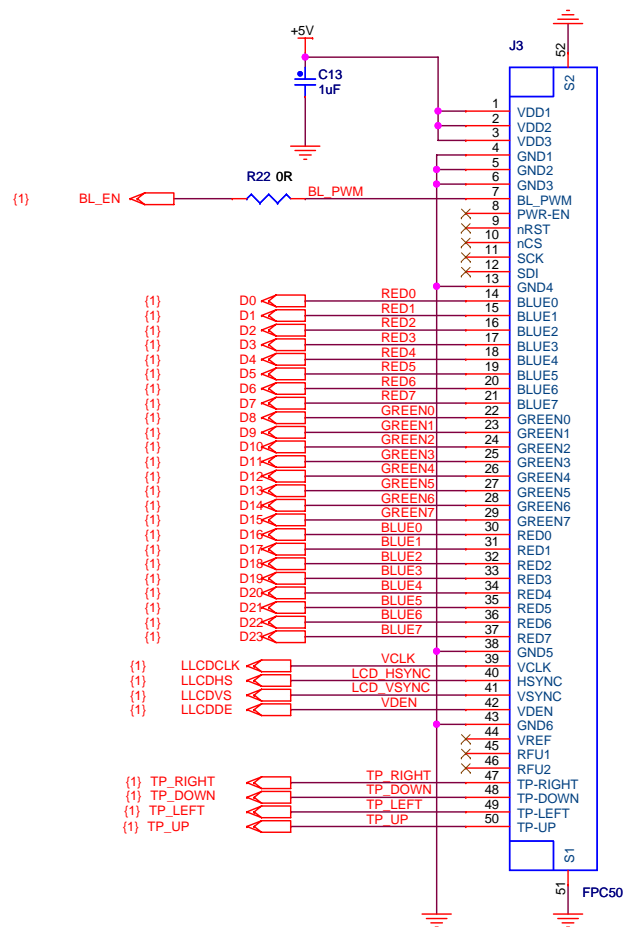 +5V
J3
52
S2
C13
1uF
1 VDD1
2 VDD2
3 VDD3
4 GND1
5 GND2
6 GND3
R22 0R
{1} BL_EN BL_PWM 7 BL_PWM
8 PWR-EN
9 nRST
10 nCS
11 SCK
12 SDI
13 GND4
{1} D0 RED0 14 BLUE0
{1} D1 RED1 15 BLUE1
{1} D2 RED2 16 BLUE2
{1} D3 RED3 17 BLUE3
{1} D4 RED4 18 BLUE4
{1} D5 RED5 19 BLUE5
{1} D6 RED6 20 BLUE6
{1} D7 RED7 21 BLUE7
{1} D8 GREEN0 22 GREEN0
{1} D9 GREEN1 23 GREEN1
{1} D10 GREEN2 24 GREEN2
{1} D11 GREEN3 25 GREEN3
{1} D12 GREEN4 26 GREEN4
{1} D13 GREEN5 27 GREEN5
{1} D14 GREEN6 28 GREEN6
{1} D15 GREEN7 29 GREEN7
{1} D16 BLUE0 30 RED0
{1} D17 BLUE1 31 RED1
{1} D18 BLUE2 32 RED2
{1} D19 BLUE3 33 RED3
{1} D20 BLUE4 34 RED4
{1} D21 BLUE5 35 RED5
{1} D22 BLUE6 36 RED6
{1} D23 BLUE7 37 RED7
38 GND5
{1} LLCDCLK VCLK 39 VCLK
{1} LLCDHS LCD_HSYNC 40 HSYNC
{1} LLCDVS LCD_VSYNC 41 VSYNC
{1} LLCDDE VDEN 42 VDEN
43 GND6
44 VREF
45 RFU1
46 RFU2
{1} TP_RIGHT TP_RIGHT 47 TP-RIGHT
{1} TP_DOWN TP_DOWN 48 TP-DOWN
{1} TP_LEFT TP_LEFT 49 TP-LEFT
{1} TP_UP TP_UP 50 TP-UP
S1
51
FPC50